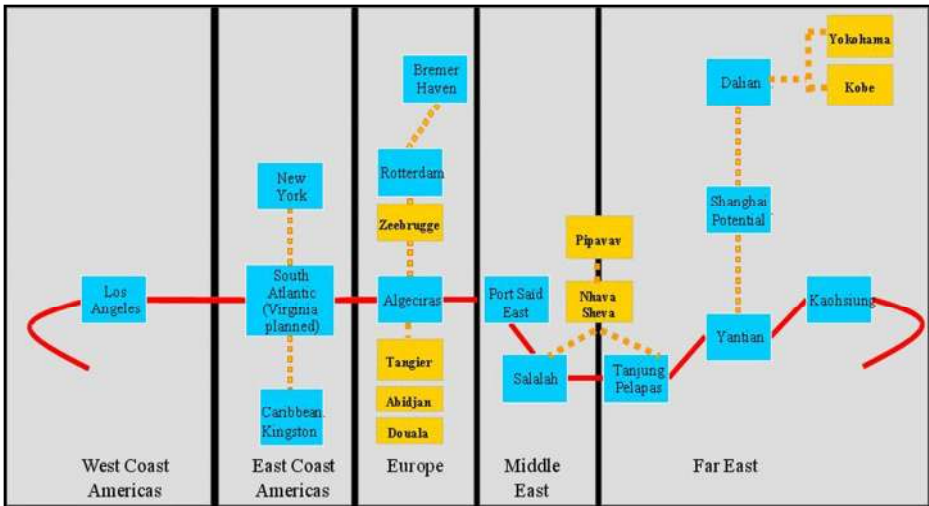 Bremer
Haven
Yokohama
Dalian
Kobe
New
York
Rotterdam
Zeebrugge
Shanghai
Potential
Pipavav
Los
Angeles
South
Atlantic
(Virginia
planned)
Algeciras
Port Said
East
Nhava
Sheva
Kaohsiung
Yantian
Tangier
Salalah
Tanjung
Pelapas
Abidjan
Caribbean.
Kingston
Douala
West Coast
Americas
East Coast
Americas
Europe
Middle
East
Far East